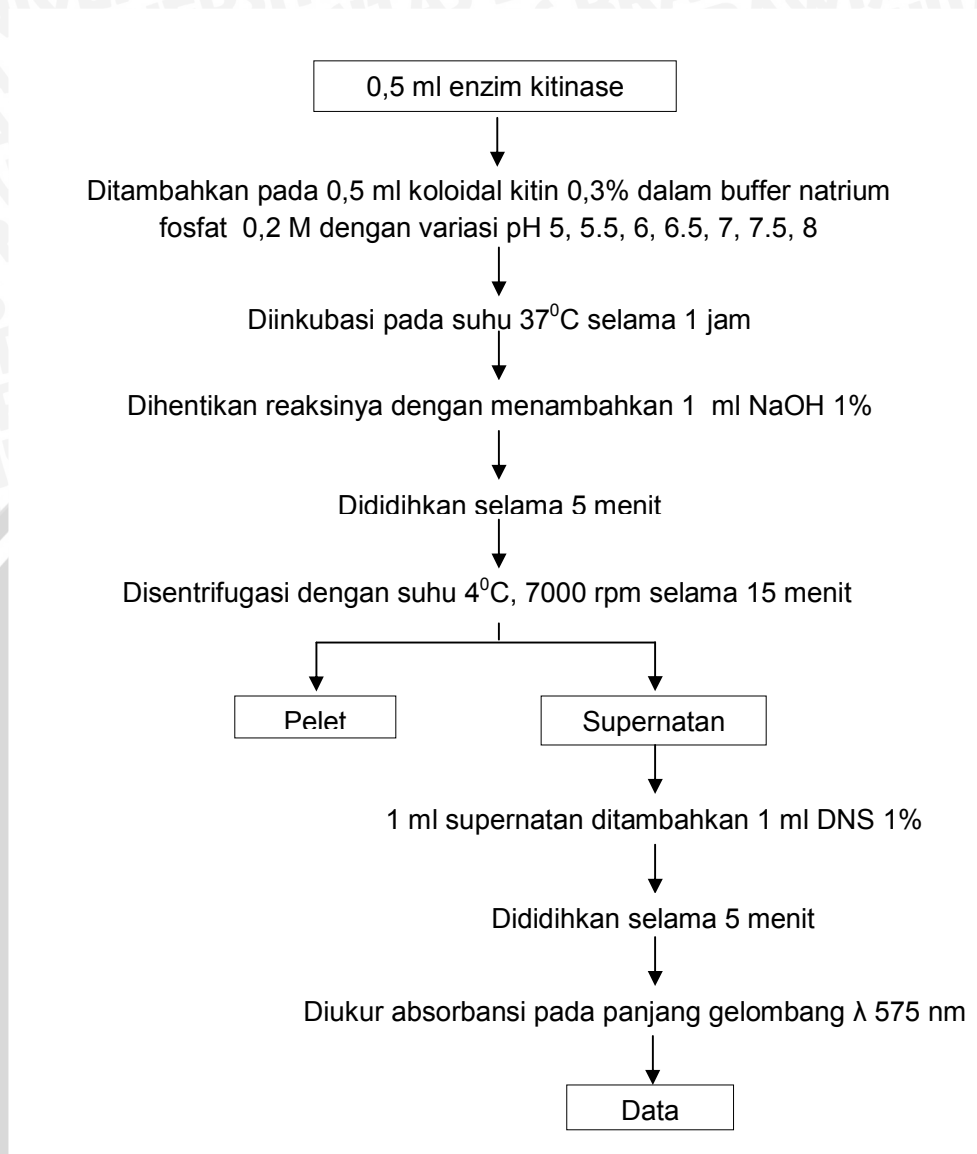 0,5 ml enzim kitinase
Ditambahkan pada 0,5 ml koloidal kitin 0,3% dalam buffer natrium
fosfat 0,2 M dengan variasi pH 5, 5.5, 6, 6.5, 7, 7.5, 8
Diinkubasi pada suhu 37⁰C selama 1 jam
Dihentikan reaksinya dengan menambahkan 1 ml NaOH 1%
Dididihkan selama 5 menit
Disentrifugasi dengan suhu 4⁰C, 7000 rpm selama 15 menit
Pelet Supernatan
1 ml supernatan ditambahkan 1 ml DNS 1%
Dididihkan selama 5 menit
Diukur absorbansi pada panjang gelombang λ 575 nm
Data